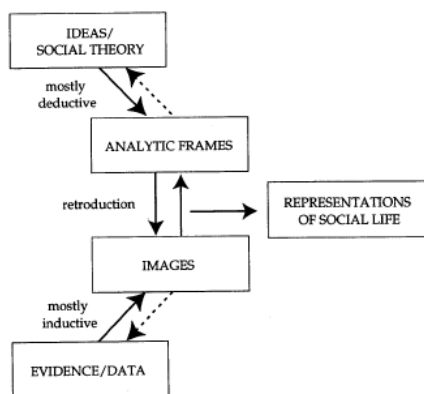 IDEAS/
SOCIAL THEORY
mostly
deductive
ANALYTIC FRAMES
retroduction
REPRESENTATIONS
OF SOCIAL LIFE
IMAGES
mostly
inductive
EVIDENCE/DATA